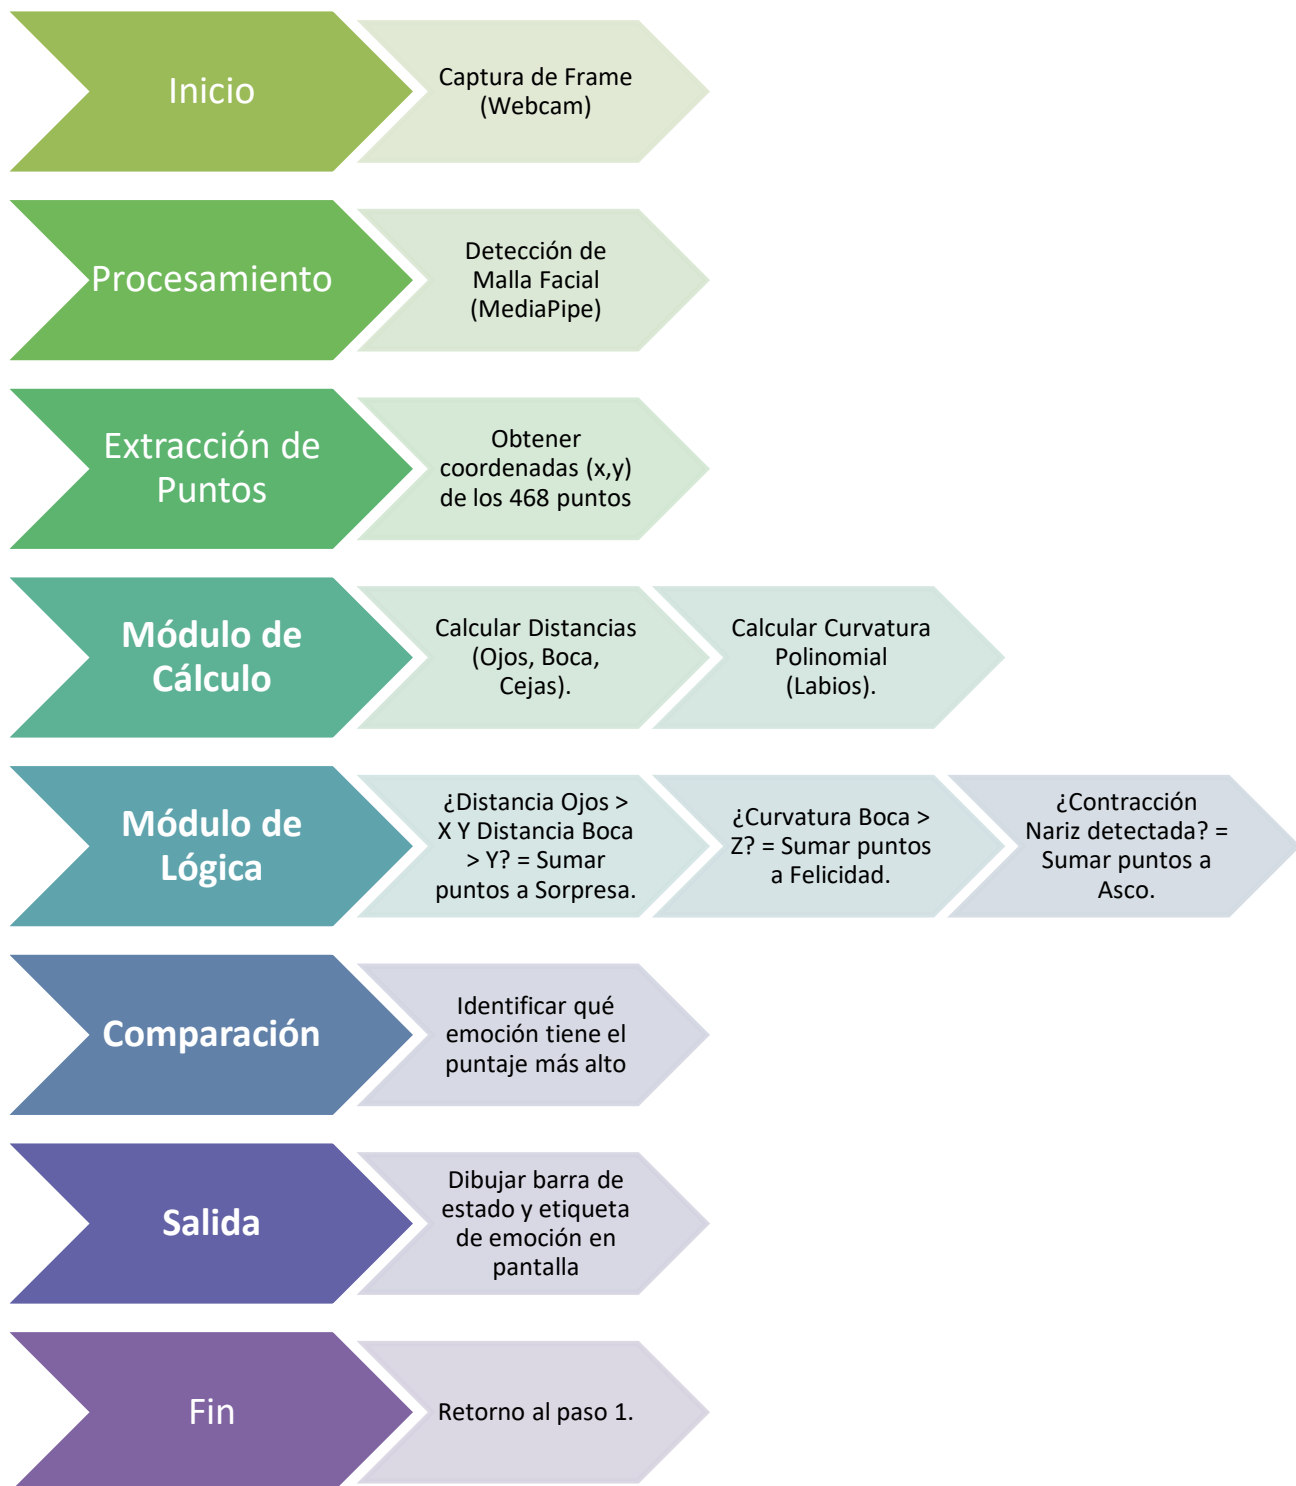 Inicio
Captura de Frame
(Webcam)
Procesamiento
Detección de
Malla Facial
(MediaPipe)
Extracción de
Puntos
Obtener
coordenadas (x,y)
de los 468 puntos
Módulo de
Cálculo
Calcular Distancias
(Ojos, Boca,
Cejas).
Calcular Curvatura
Polinomial
(Labios).
Módulo de
Lógica
¿Distancia Ojos >
X Y Distancia Boca
> Y? = Sumar
puntos a Sorpresa.
¿Curvatura Boca >
Z? = Sumar puntos
a Felicidad.
¿Contracción
Nariz detectada? =
Sumar puntos a
Asco.
Comparación
Identificar qué
emoción tiene el
puntaje más alto
Salida
Dibujar barra de
estado y etiqueta
de emoción en
pantalla
Fin
Retorno al paso 1.